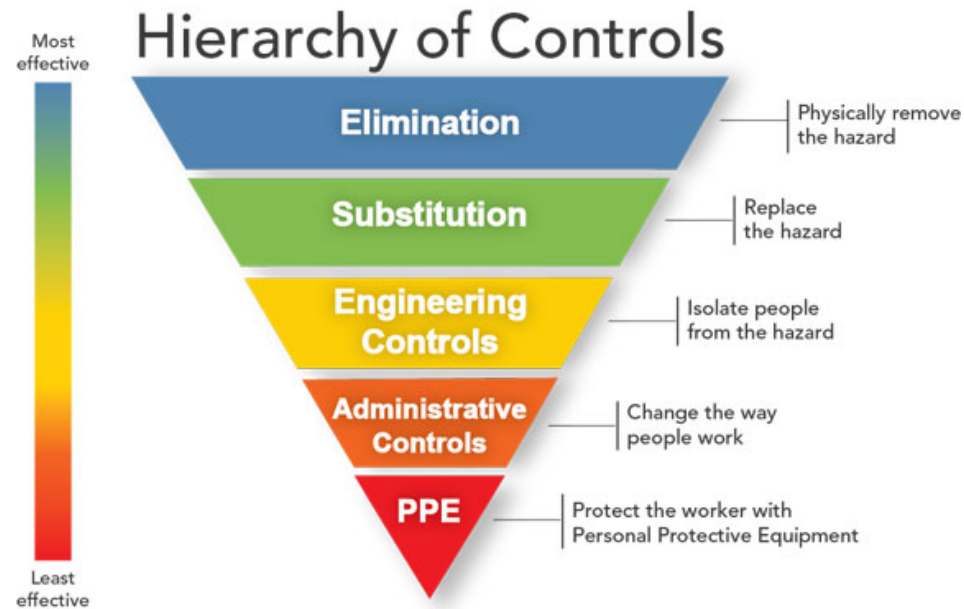 Hierarchy of Controls
Most
effective
Elimination
Physically remove
the hazard
Substitution
Replace
the hazard
Engineering
Controls
Isolate people
from the hazard
Administrative
Controls
Change the way
people work
PPE
Protect the worker with
Personal Protective Equipment
Least
effective